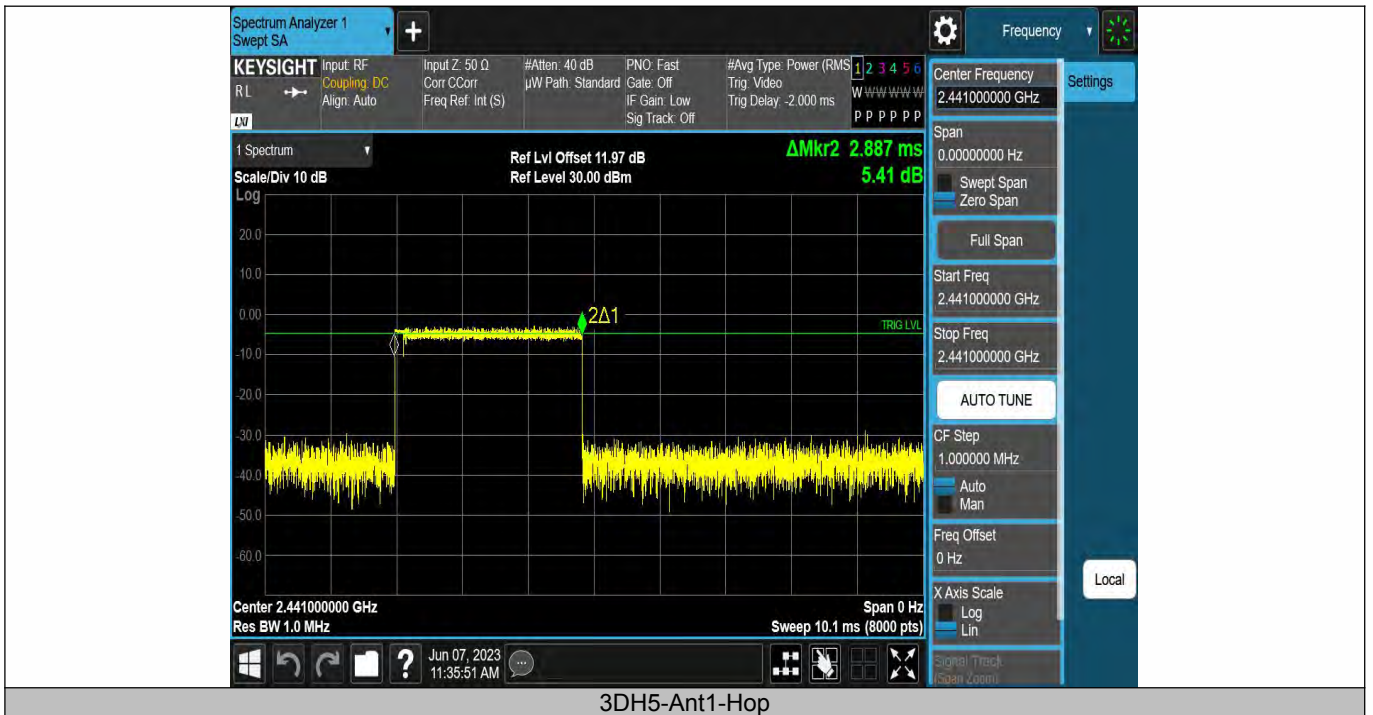 Spectrum Analyzer 1
Swept SA
+
Frequency
KEYSIGHT
RL
LXI
Input: RF
Coupling: DC
Align: Auto
Input Z: 50 Ω
Corr CCorr
Freq Ref: Int (S)
#Atten: 40 dB
µW Path: Standard
PNO: Fast
Gate: Off
IF Gain: Low
Sig Track: Off
#Avg Type: Power (RMS
Trig: Video
Trig Delay: -2.000 ms
1 2 3 4 5 6
W W W W W W
P P P P P P
1 Spectrum
Scale/Div 10 dB
Log
Ref Lvl Offset 11.97 dB
Ref Level 30.00 dBm
ΔMkr2 2.887 ms
5.41 dB
20.0
10.0
0.00
-10.0
-20.0
-30.0
-40.0
-50.0
-60.0
2Δ1
TRIG LVL
Center 2.441000000 GHz
Res BW 1.0 MHz
Span 0 Hz
Sweep 10.1 ms (8000 pts)
Center Frequency
2.441000000 GHz
Settings
Span
0.00000000 Hz
Swept Span
Zero Span
Full Span
Start Freq
2.441000000 GHz
Stop Freq
2.441000000 GHz
AUTO TUNE
CF Step
1.000000 MHz
Auto
Man
Freq Offset
0 Hz
X Axis Scale
Log
Lin
Local
Signal Track
(Span Zoom)
?
Jun 07, 2023
11:35:51 AM
3DH5-Ant1-Hop